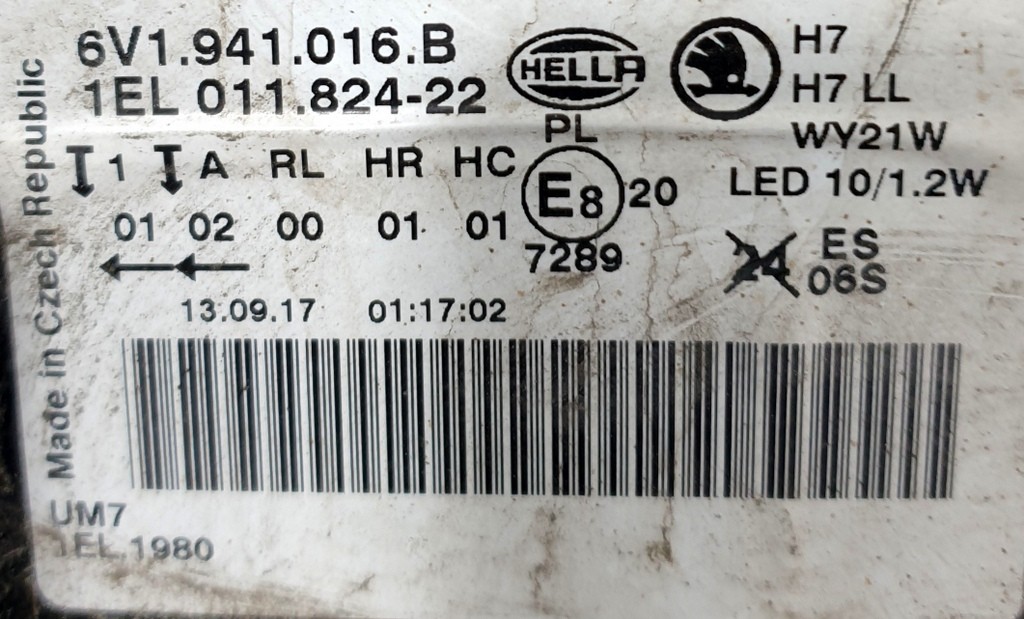 6V1.941.016.B
1EL 011.824-22
HELLA
H7
H7 LL
WY21W
LED 10/1.2W
PL
1 A RL HR HC
E8 20
01 02 00 01 01
7289
24
ES
06S
13.09.17 01:17:02
Made in Czech Republic
UM7
1EL 1980